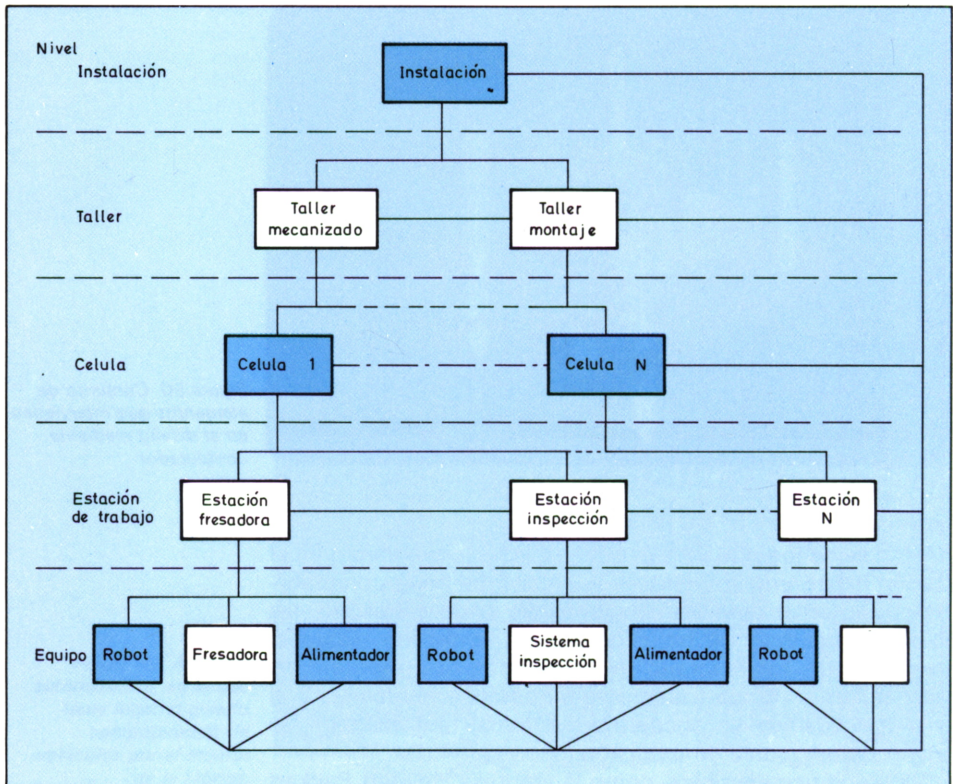 Nivel
Instalación
Instalación
Taller
Taller
mecanizado
Taller
montaje
Celula
Celula 1
Celula N
Estación
de trabajo
Estación
fresadora
Estación
inspección
Estación
N
Equipo
Robot
Fresadora
Alimentador
Robot
Sistema
inspección
Alimentador
Robot